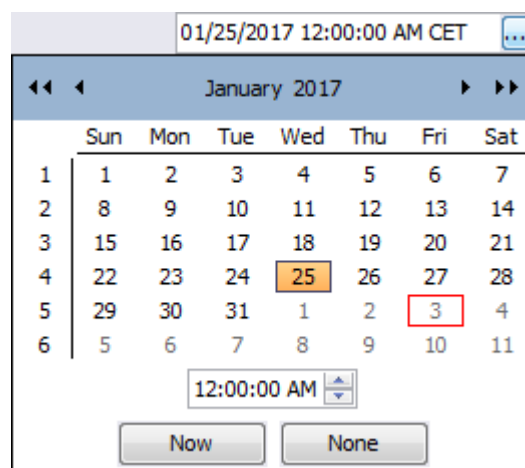 01/25/2017 12:00:00 AM CET ...
January 2017
Sun Mon Tue Wed Thu Fri Sat
1 1 2 3 4 5 6 7
2 8 9 10 11 12 13 14
3 15 16 17 18 19 20 21
4 22 23 24 25 26 27 28
5 29 30 31 1 2 3 4
6 5 6 7 8 9 10 11
12:00:00 AM
Now None